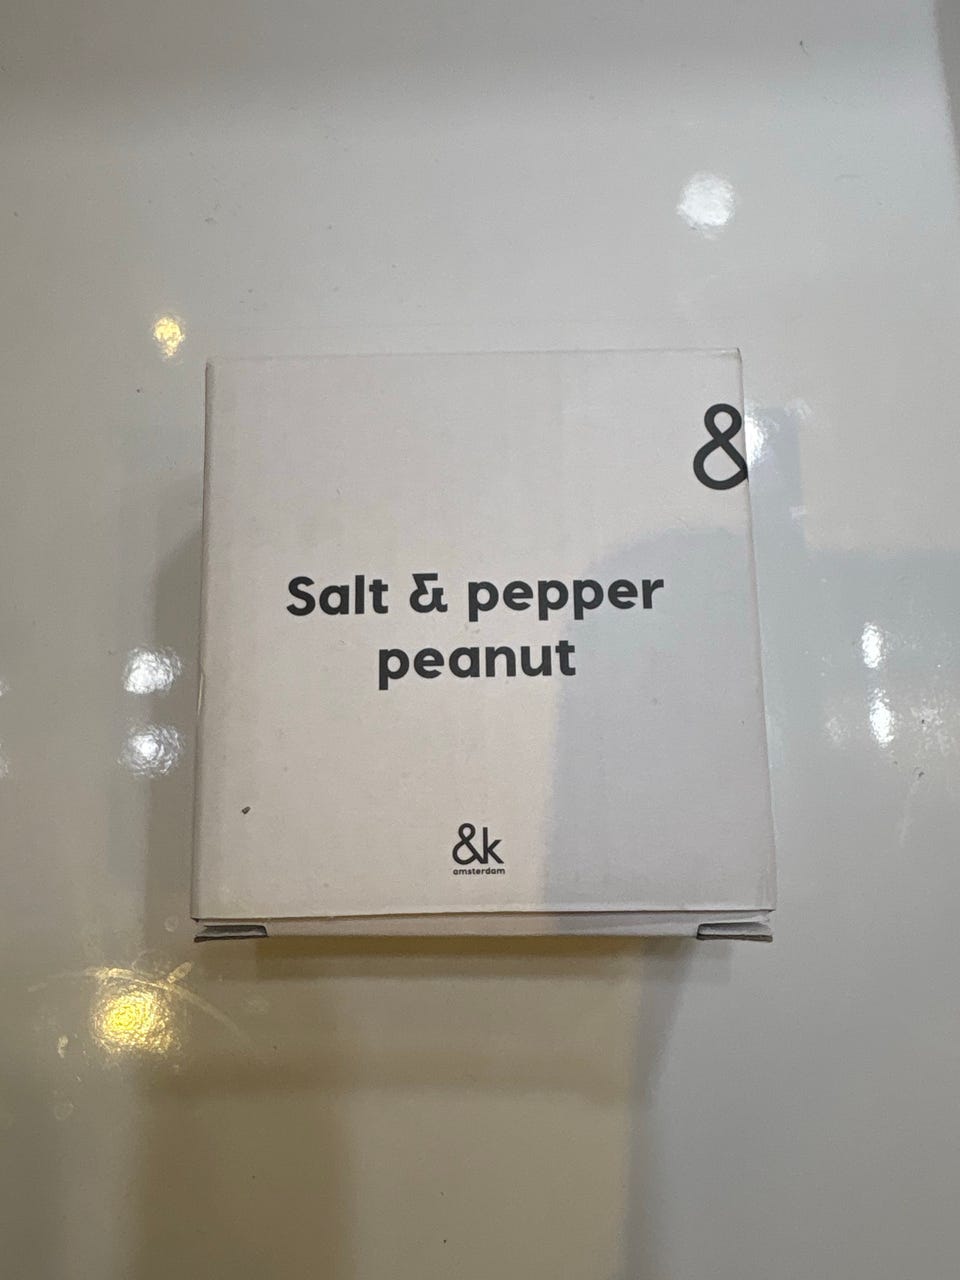 &
Salt & pepper
peanut
&k
amsterdam